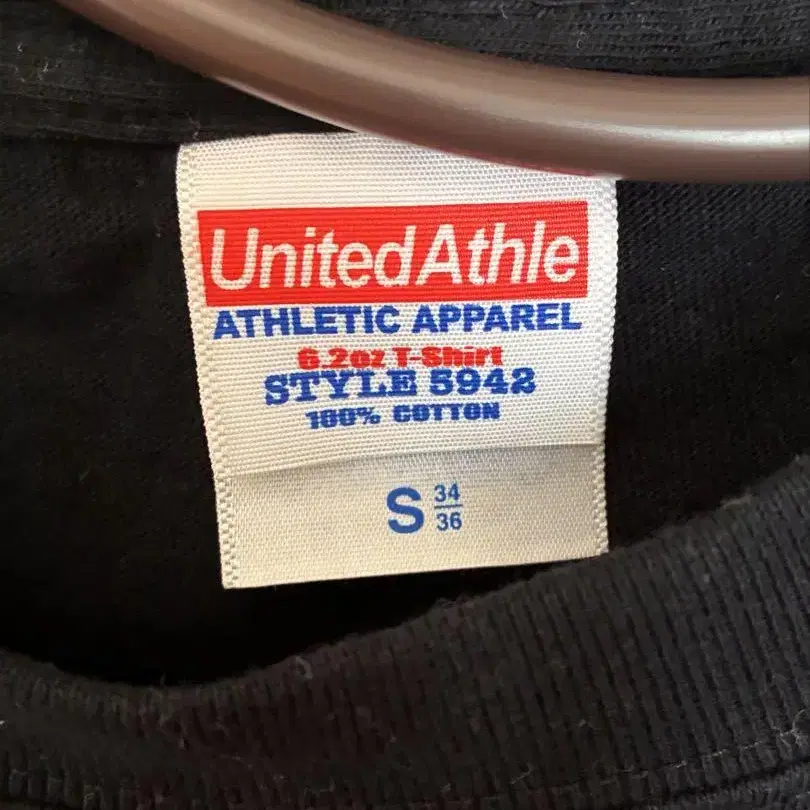 UnitedAthle
ATHLETIC APPAREL
6.2oz T-Shirt
STYLE 5942
100% COTTON
S 34/36